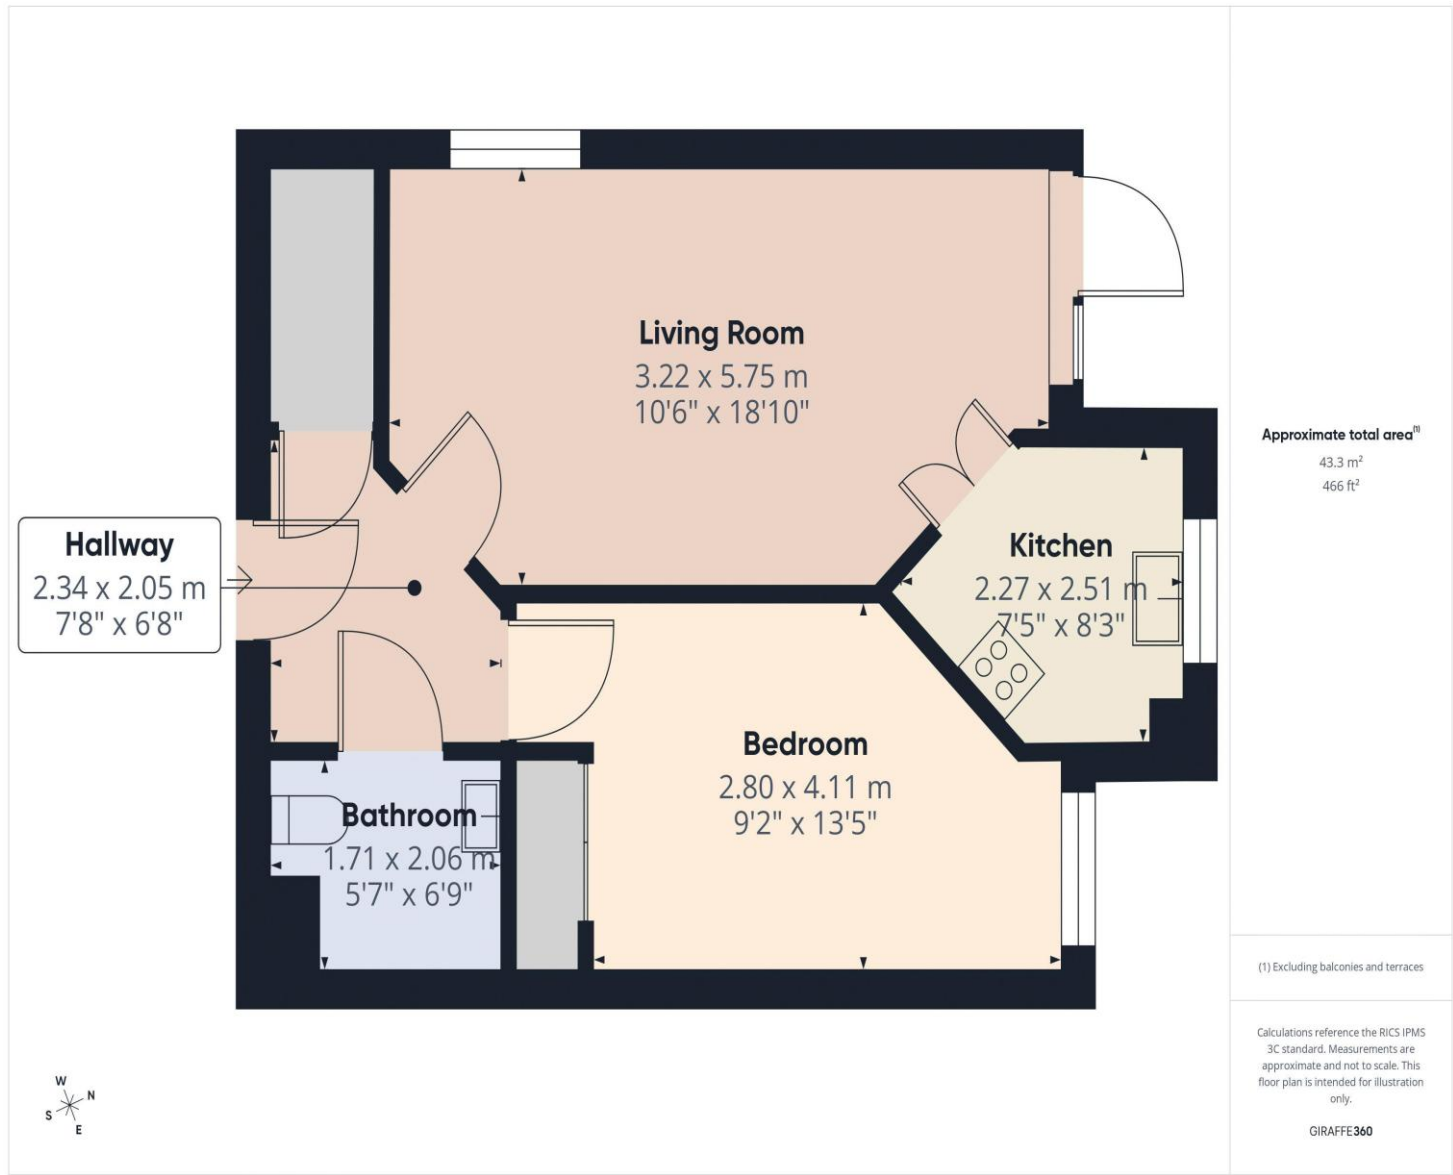 Living Room
3.22 x 5.75 m
10'6" x 18'10"
Hallway
2.34 x 2.05 m
7'8" x 6'8"
Kitchen
2.27 x 2.51 m
7'5" x 8'3"
Bedroom
2.80 x 4.11 m
9'2" x 13'5"
Bathroom
1.71 x 2.06 m
5'7" x 6'9"
W
N
S
E
Approximate total area(1)
43.3 m²
466 ft²
(1) Excluding balconies and terraces
Calculations reference the RICS IPMS
3C standard. Measurements are
approximate and not to scale. This
floor plan is intended for illustration
only.
GIRAFFE360